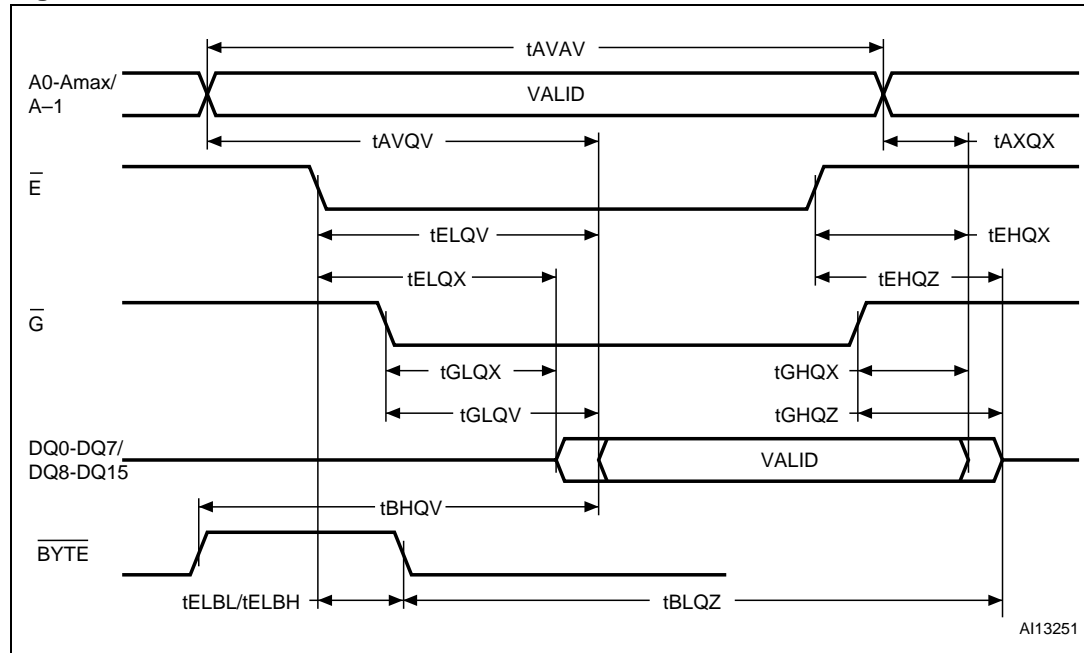 tAVAV
A0-Amax/
A–1
VALID
tAVQV
tAXQX
E
tELQV
tEHQX
tELQX
tEHQZ
G
tGLQX
tGHQX
tGLQV
tGHQZ
DQ0-DQ7/
DQ8-DQ15
VALID
tBHQV
BYTE
tELBL/tELBH
tBLQZ
AI13251